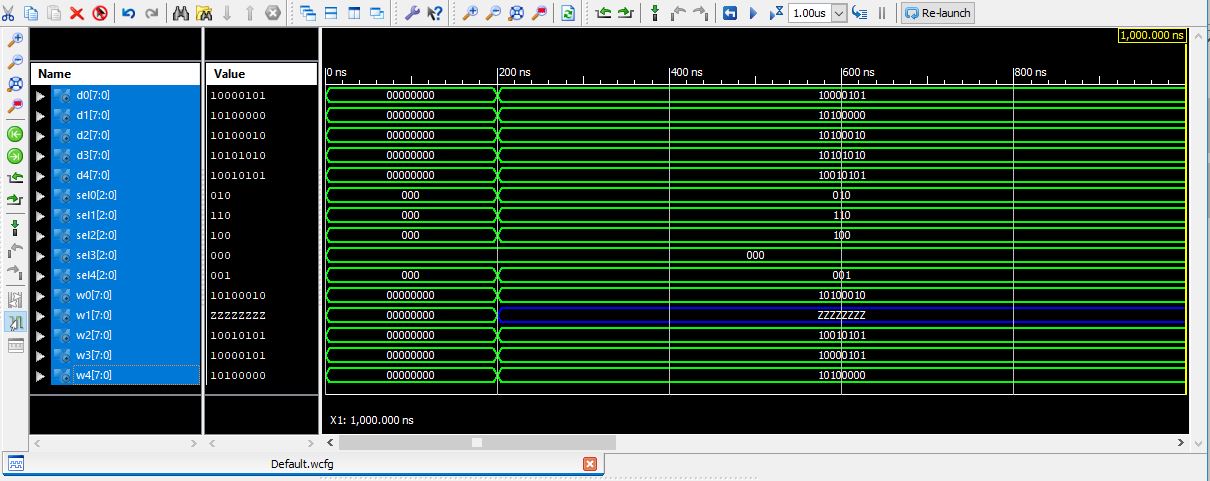 1.00us Re-launch
1,000.000 ns
Name Value 0 ns 200 ns 400 ns 600 ns 800 ns
d0[7:0] 10000101 00000000 10000101
d1[7:0] 10100000 00000000 10100000
d2[7:0] 10100010 00000000 10100010
d3[7:0] 10101010 00000000 10101010
d4[7:0] 10010101 00000000 10010101
sel0[2:0] 010 000 010
sel1[2:0] 110 000 110
sel2[2:0] 100 000 100
sel3[2:0] 000 000
sel4[2:0] 001 000 001
w0[7:0] 10100010 00000000 10100010
w1[7:0] ZZZZZZZZ 00000000 ZZZZZZZZ
w2[7:0] 10010101 00000000 10010101
w3[7:0] 10000101 00000000 10000101
w4[7:0] 10100000 00000000 10100000
X1: 1,000.000 ns
Default.wcfg